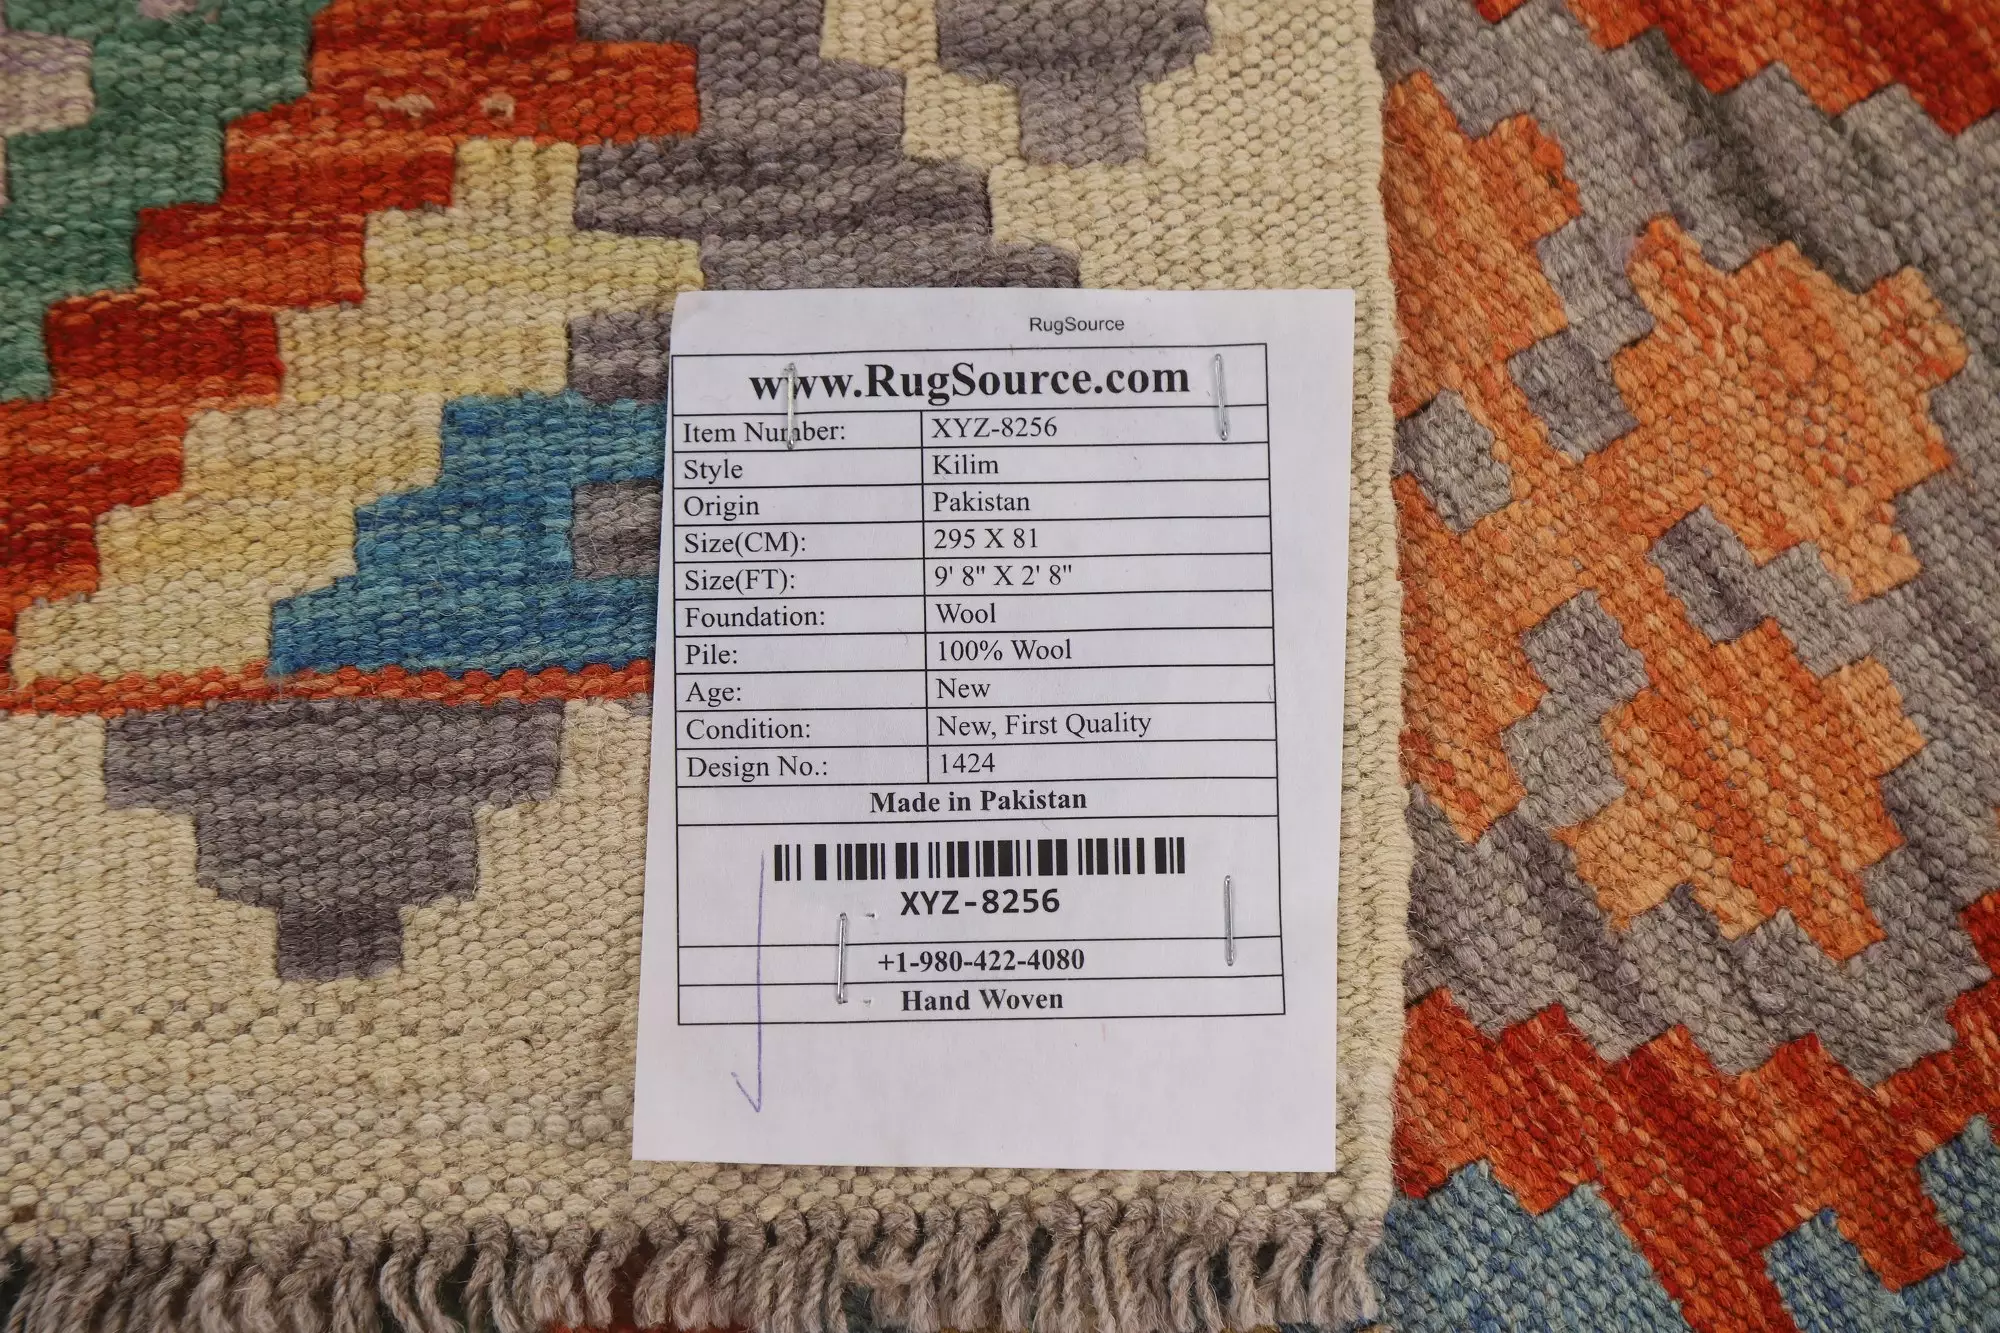 RugSource
www.RugSource.com
Item Number: XYZ-8256
Style Kilim
Origin Pakistan
Size(CM): 295 X 81
Size(FT): 9' 8" X 2' 8"
Foundation: Wool
Pile: 100% Wool
Age: New
Condition: New, First Quality
Design No.: 1424
Made in Pakistan
XYZ-8256
+1-980-422-4080
Hand Woven